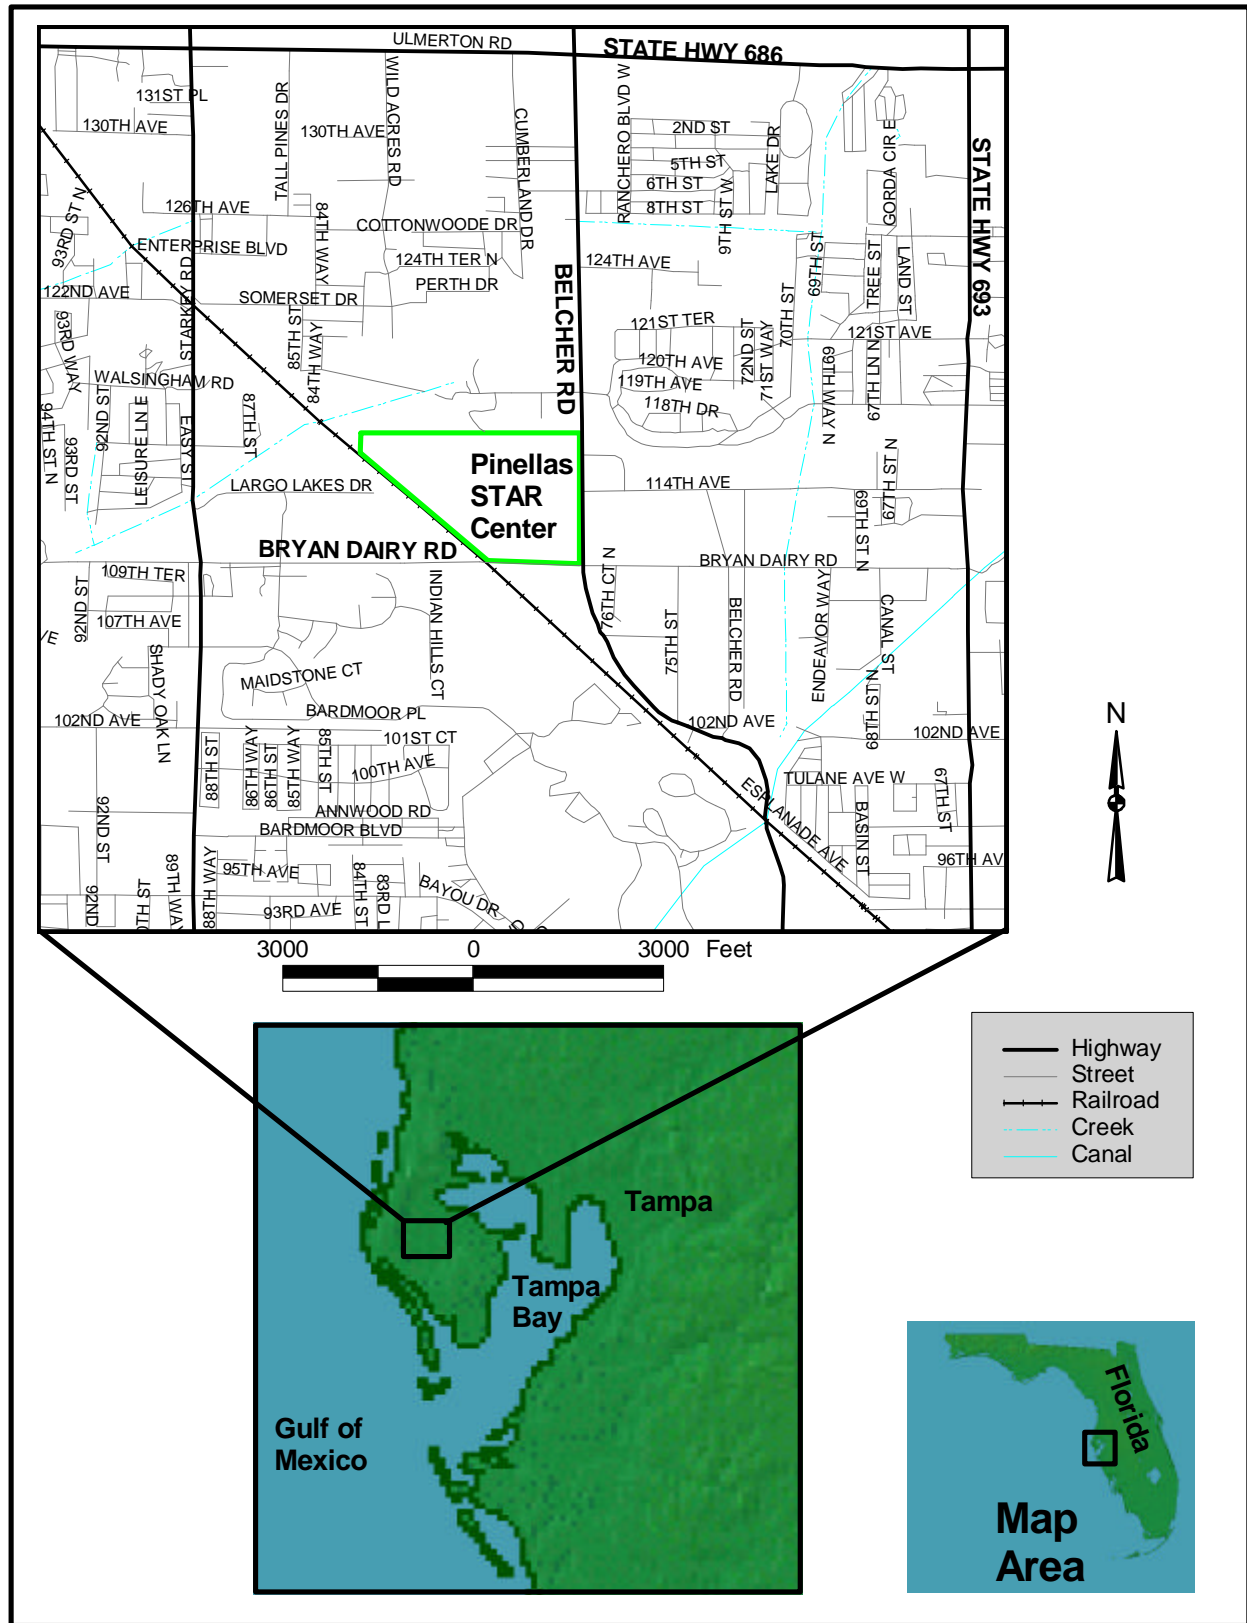 ULMERTON RD
STATE HWY 686
131ST PL
130TH AVE
TALL PINES DR
130TH AVE
WILD ACRES RD
CUMBERLAND DR
RANCHERO BLVD W
2ND ST
5TH ST
6TH ST
8TH ST
9TH ST W
LAKE DR
GORDA CIR E
STATE HWY 693
93RD ST N
126TH AVE
ENTERPRISE BLVD
84TH WAY
COTTONWOODE DR
124TH TER N
PERTH DR
BELCHER RD
124TH AVE
69TH ST
TREE ST
LAND ST
122ND AVE
STARKEY RD
SOMERSET DR
85TH ST
84TH WAY
121ST TER
120TH AVE
119TH AVE
118TH DR
72ND ST
71ST WAY
70TH ST
121ST AVE
69TH WAY N
67TH LN N
93RD WAY
WALSINGHAM RD
94TH ST N
93RD ST
92ND ST
LEISURE LN E
EASY ST
87TH ST
LARGO LAKES DR
Pinellas
STAR
Center
114TH AVE
69TH ST N
67TH ST N
BRYAN DAIRY RD
BRYAN DAIRY RD
109TH TER
92ND ST
107TH AVE
VE
SHADY OAK LN
MAIDSTONE CT
INDIAN HILLS CT
76TH CT N
75TH ST
BELCHER RD
ENDEAVOR WAY
CANAL ST
68TH ST N
102ND AVE
BARDMOOR PL
101ST CT
100TH AVE
102ND AVE
102ND AVE
88TH ST
86TH WAY
86TH ST
85TH WAY
85TH ST
TULANE AVE W
ESPLANADE AVE
BASIN ST
67TH ST
92ND ST
ANNWOOD RD
BARDMOOR BLVD
96TH AV
95TH AVE
92ND
0TH ST
89TH WAY
88TH WAY
93RD AVE
84TH ST
83RD L
BAYOU DR
N
3000 0 3000 Feet
Highway
Street
Railroad
Creek
Canal
Tampa
Tampa
Bay
Gulf of
Mexico
Florida
Map
Area